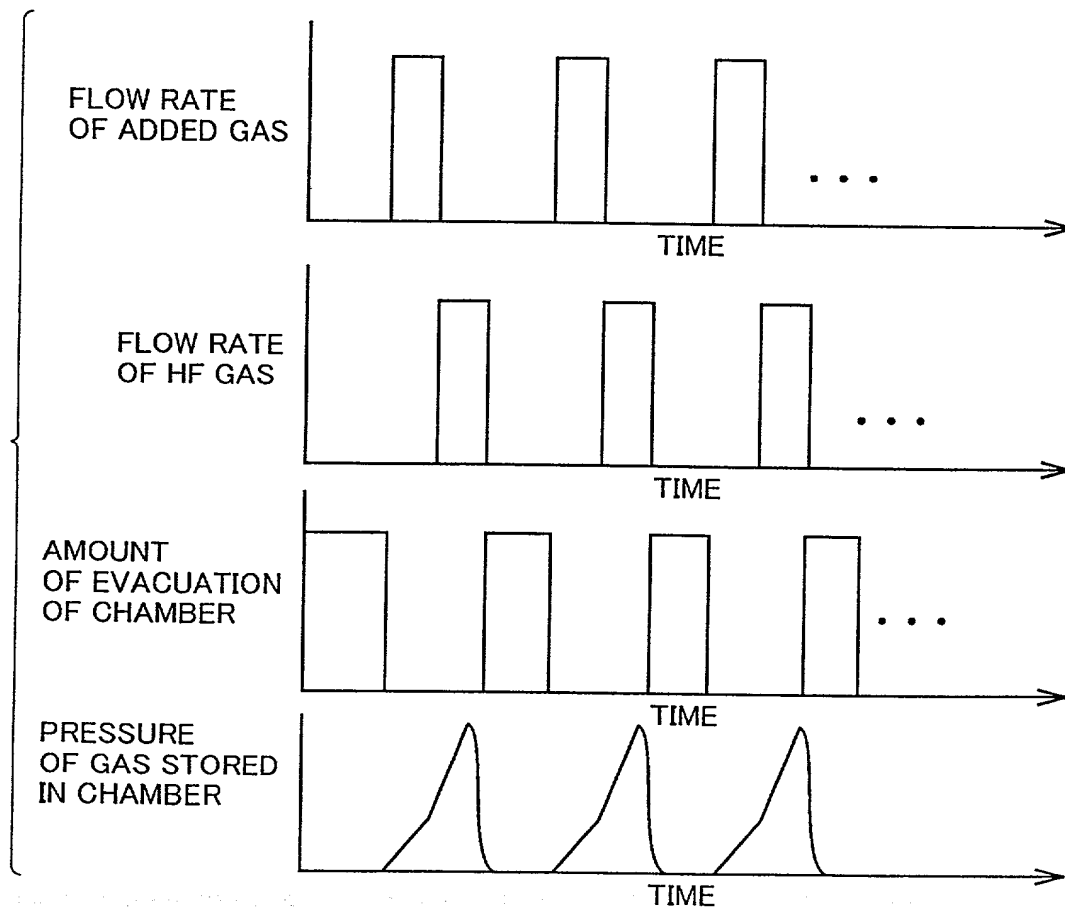 FLOW RATE
OF ADDED GAS
. . .
TIME
FLOW RATE
OF HF GAS
. . .
TIME
AMOUNT
OF EVACUATION
OF CHAMBER
. . .
TIME
PRESSURE
OF GAS STORED
IN CHAMBER
TIME